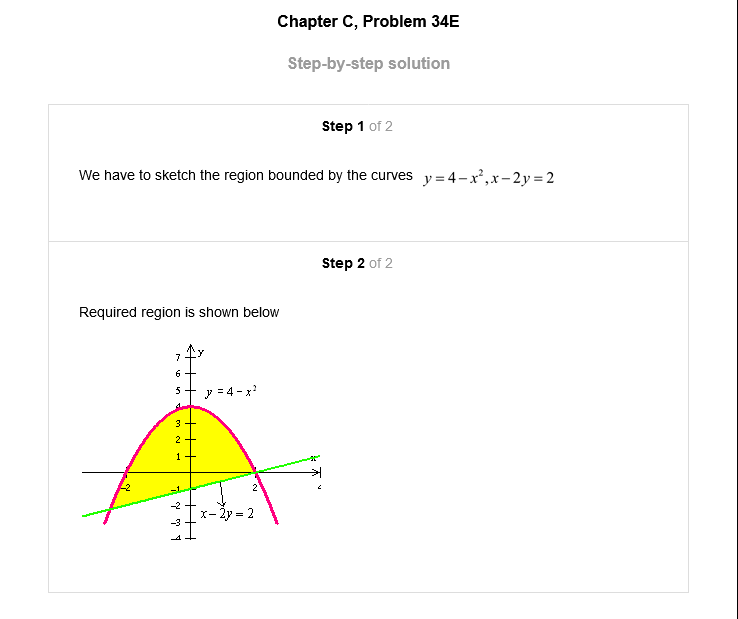 Chapter C, Problem 34E
Step-by-step solution
Step 1 of 2
We have to sketch the region bounded by the curves y = 4 – x², x – 2y = 2
Step 2 of 2
Required region is shown below
y
7
6
5
y = 4 – x²
4
3
2
1
x
-2
-1
2
-2
x – 2y = 2
-3
-4